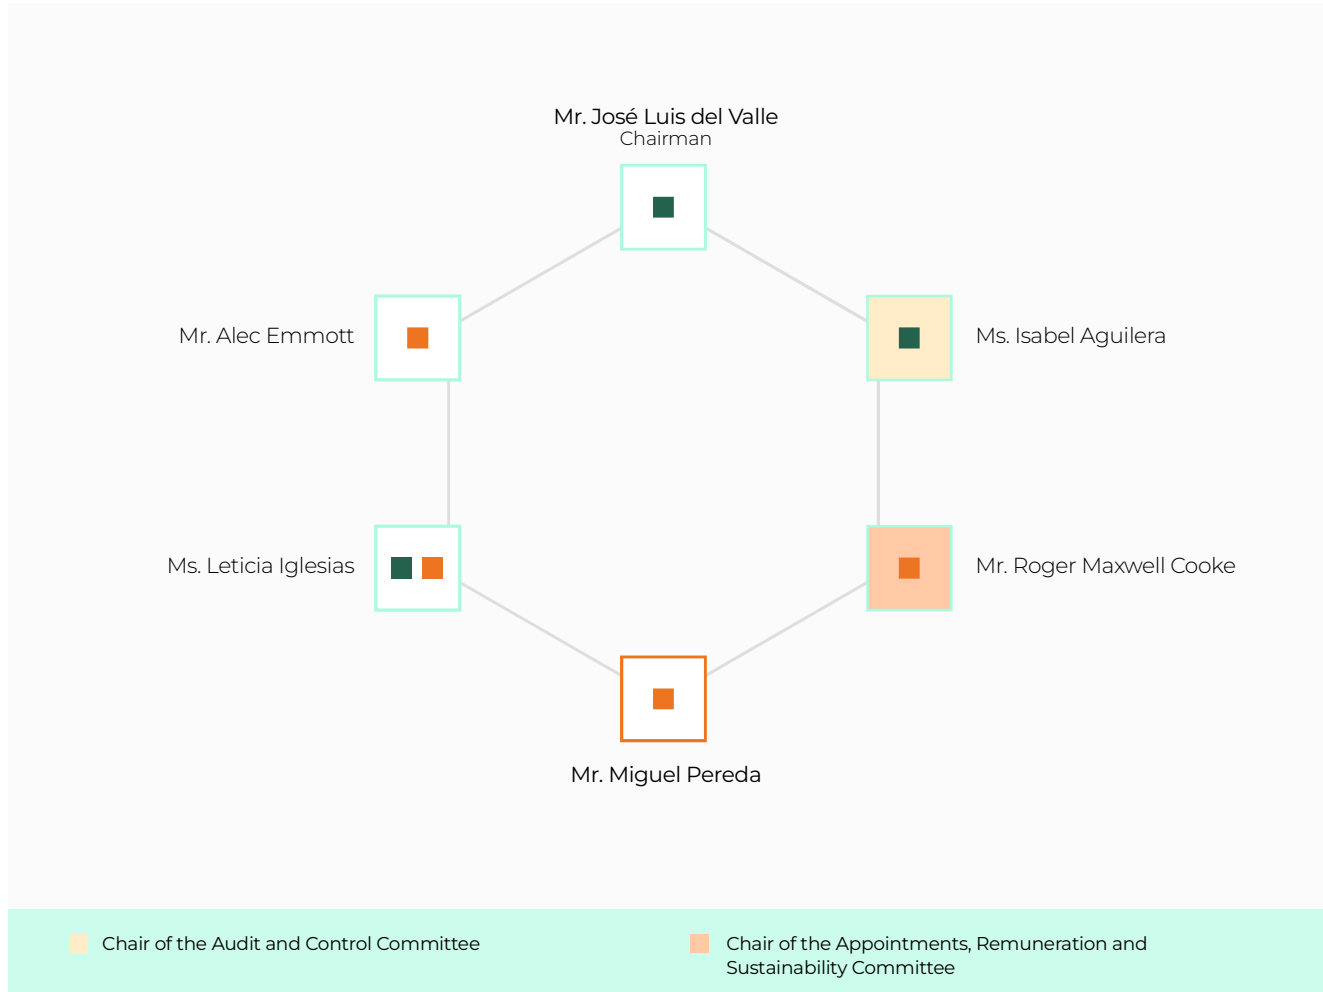 Mr. José Luis del Valle
Chairman
Mr. Alec Emmott
Ms. Isabel Aguilera
Ms. Leticia Iglesias
Mr. Roger Maxwell Cooke
Mr. Miguel Pereda
Chair of the Audit and Control Committee
Chair of the Appointments, Remuneration and
Sustainability Committee